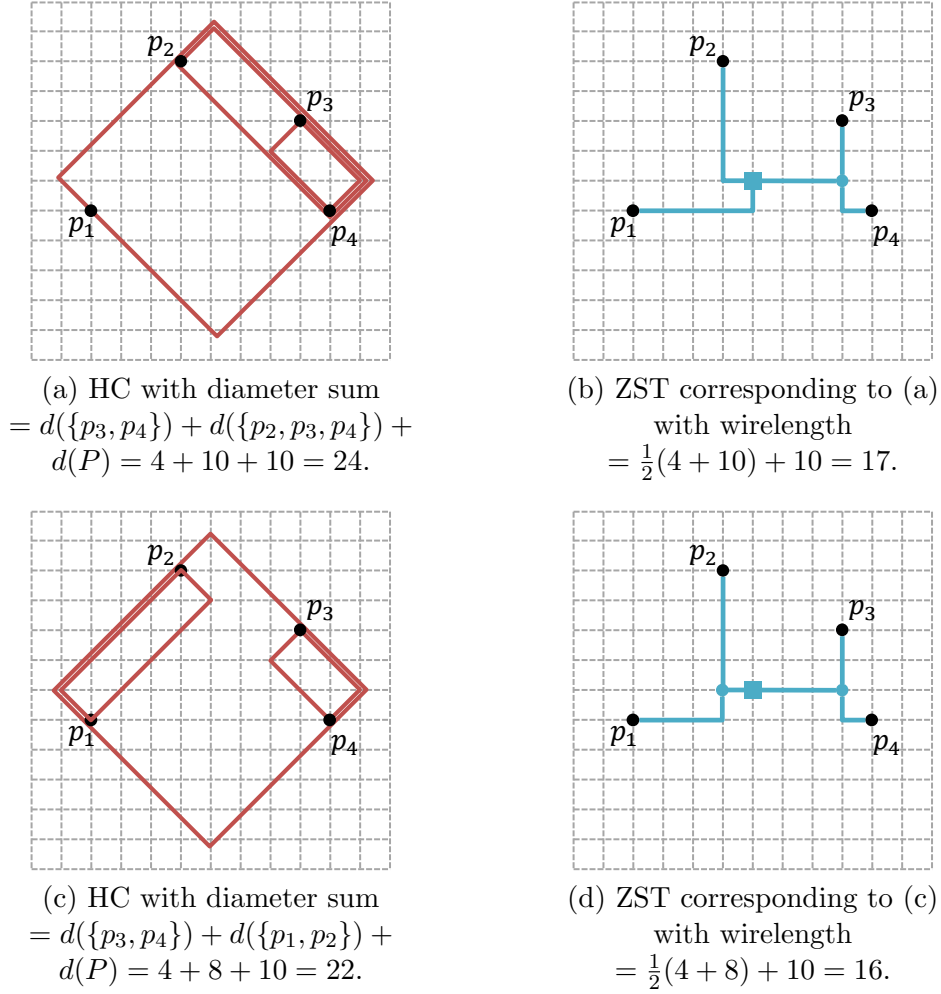 p₂
p₃
p₁
p₄
(a) HC with diameter sum
= d({p₃, p₄}) + d({p₂, p₃, p₄}) +
d(P) = 4 + 10 + 10 = 24.
p₂
p₃
p₁
p₄
(b) ZST corresponding to (a)
with wirelength
= ½(4 + 10) + 10 = 17.
p₂
p₃
p₁
p₄
(c) HC with diameter sum
= d({p₃, p₄}) + d({p₁, p₂}) +
d(P) = 4 + 8 + 10 = 22.
p₂
p₃
p₁
p₄
(d) ZST corresponding to (c)
with wirelength
= ½(4 + 8) + 10 = 16.